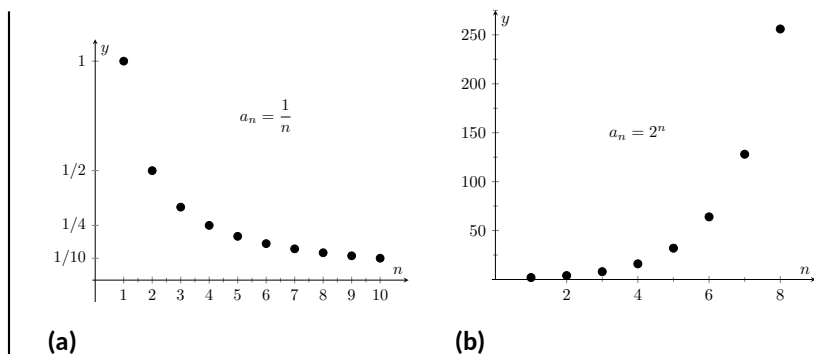 y
1
1/2
1/4
1/10
a_n = 1/n
n
1 2 3 4 5 6 7 8 9 10
(a)
y
250
200
150
100
50
a_n = 2^n
n
2 4 6 8
(b)